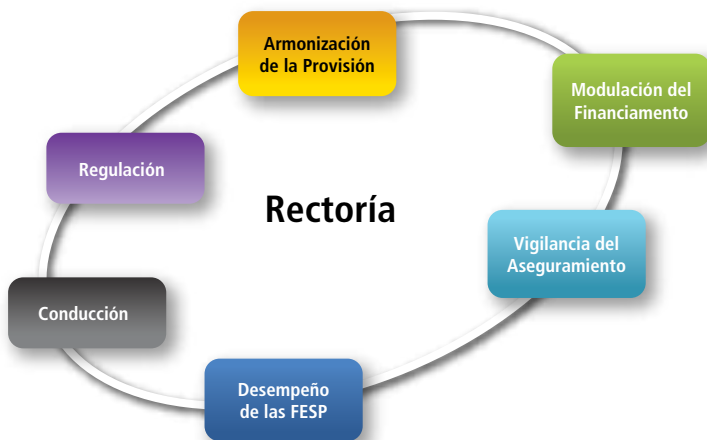 Armonización
de la Provisión
Modulación del
Financiamento
Regulación
Rectoría
Vigilancia del
Aseguramiento
Conducción
Desempeño
de las FESP